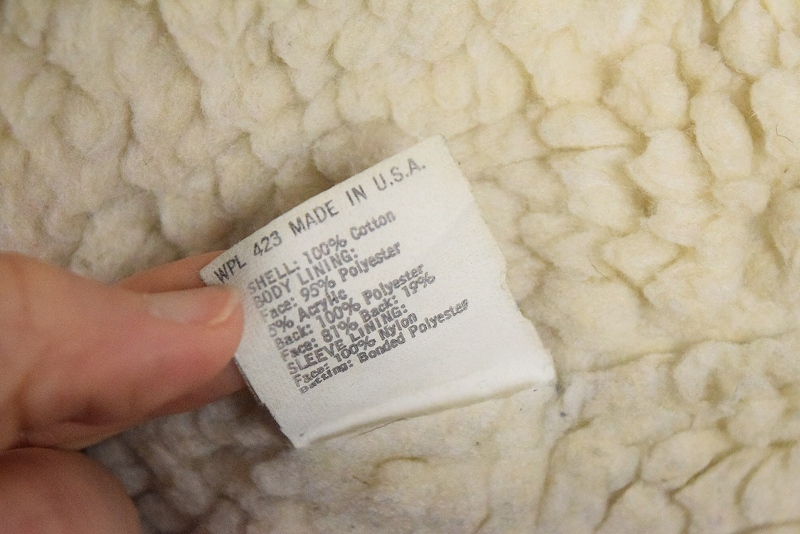 WPL 423 MADE IN U.S.A.
SHELL: 100% Cotton
BODY LINING:
Face: 95% Polyester
5% Acrylic
Back: 100% Polyester
Face: 81% Back: 19%
SLEEVE LINING:
Face: 100% Nylon
Batting: Bonded Polyester